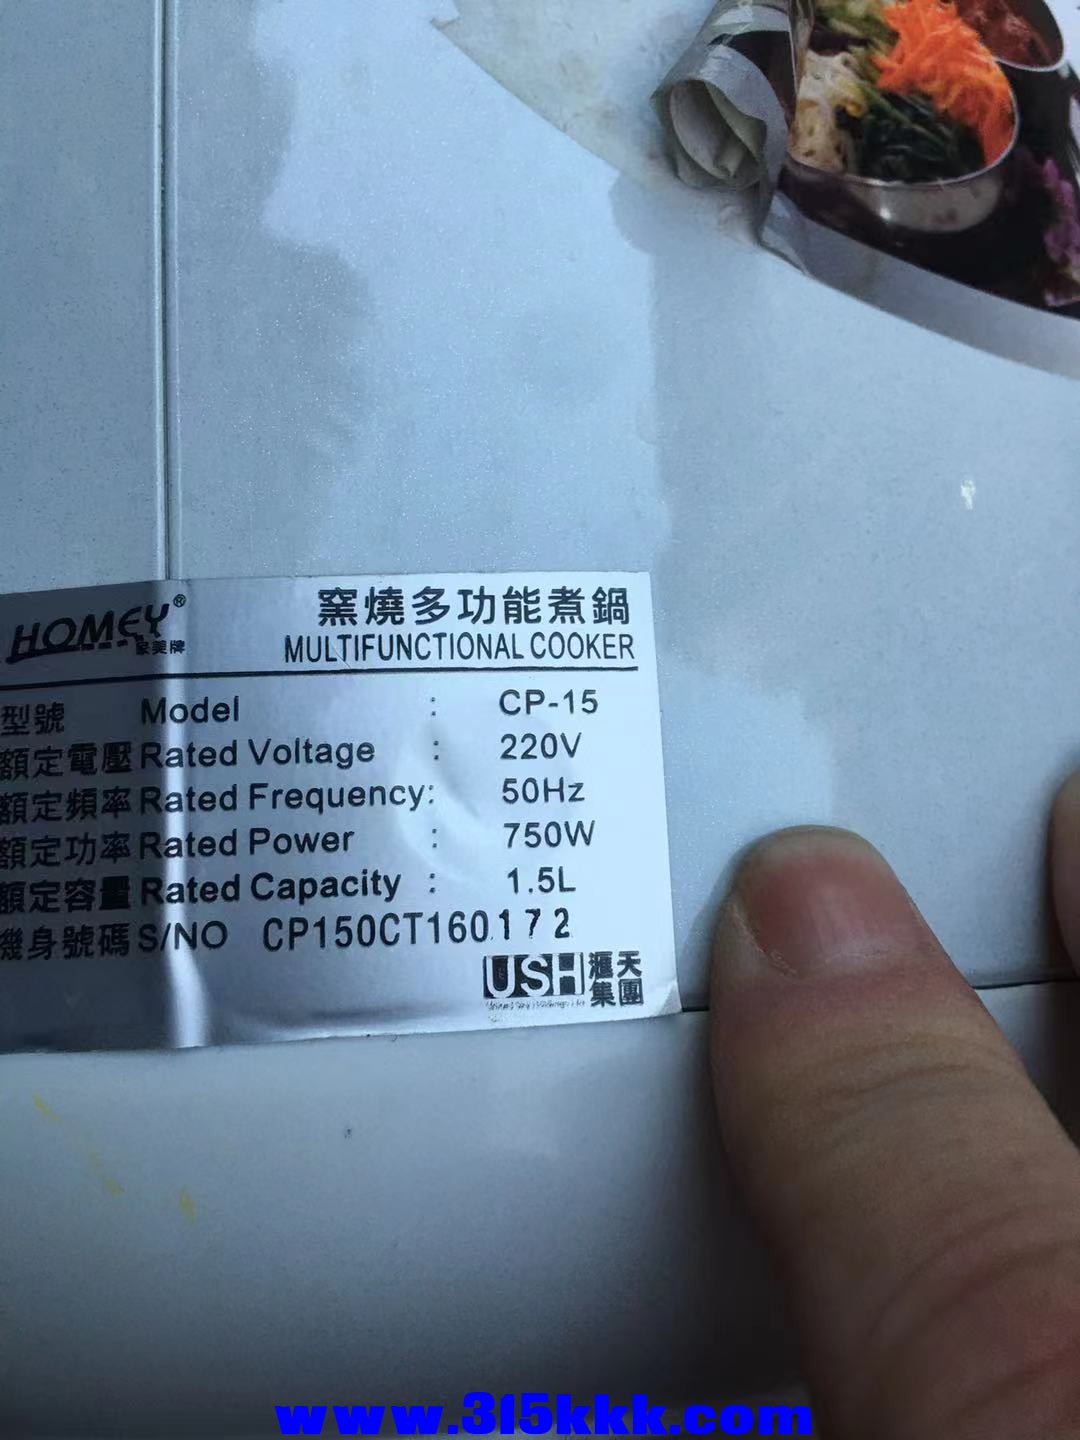 HOMEY® 家美牌
窯燒多功能煮鍋
MULTIFUNCTIONAL COOKER
型號 Model : CP-15
額定電壓 Rated Voltage : 220V
額定頻率 Rated Frequency: 50Hz
額定功率 Rated Power : 750W
額定容量 Rated Capacity : 1.5L
機身號碼 S/NO CP150CT160172
USH 滙天
集團
www.315kkk.com